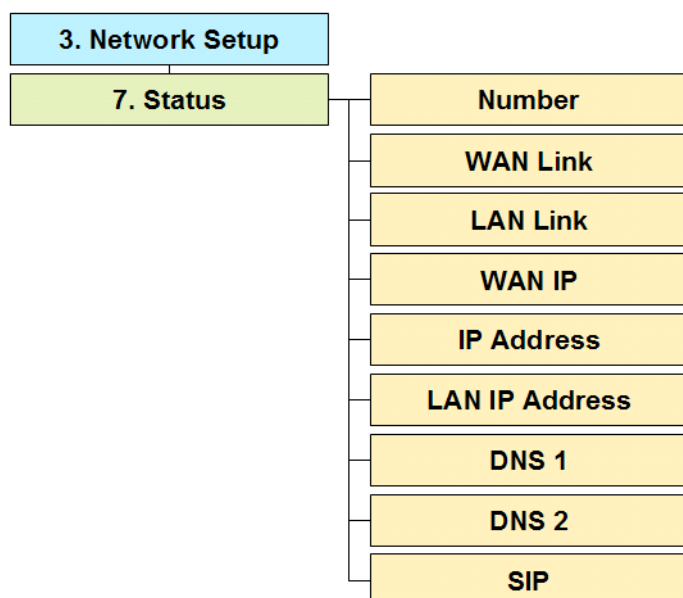 3. Network Setup
7. Status
Number
WAN Link
LAN Link
WAN IP
IP Address
LAN IP Address
DNS 1
DNS 2
SIP